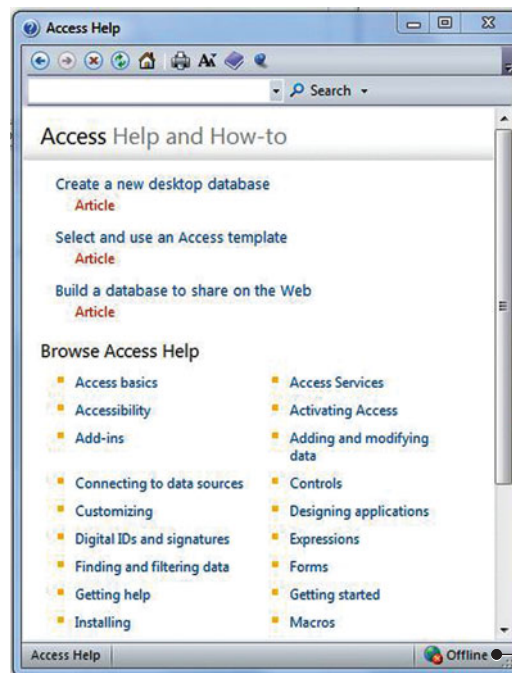 Access Help
Search
Access Help and How-to
Create a new desktop database
Article
Select and use an Access template
Article
Build a database to share on the Web
Article
Browse Access Help
Access basics
Accessibility
Add-ins
Connecting to data sources
Customizing
Digital IDs and signatures
Finding and filtering data
Getting help
Installing
Access Services
Activating Access
Adding and modifying
data
Controls
Designing applications
Expressions
Forms
Getting started
Macros
Access Help
Offline